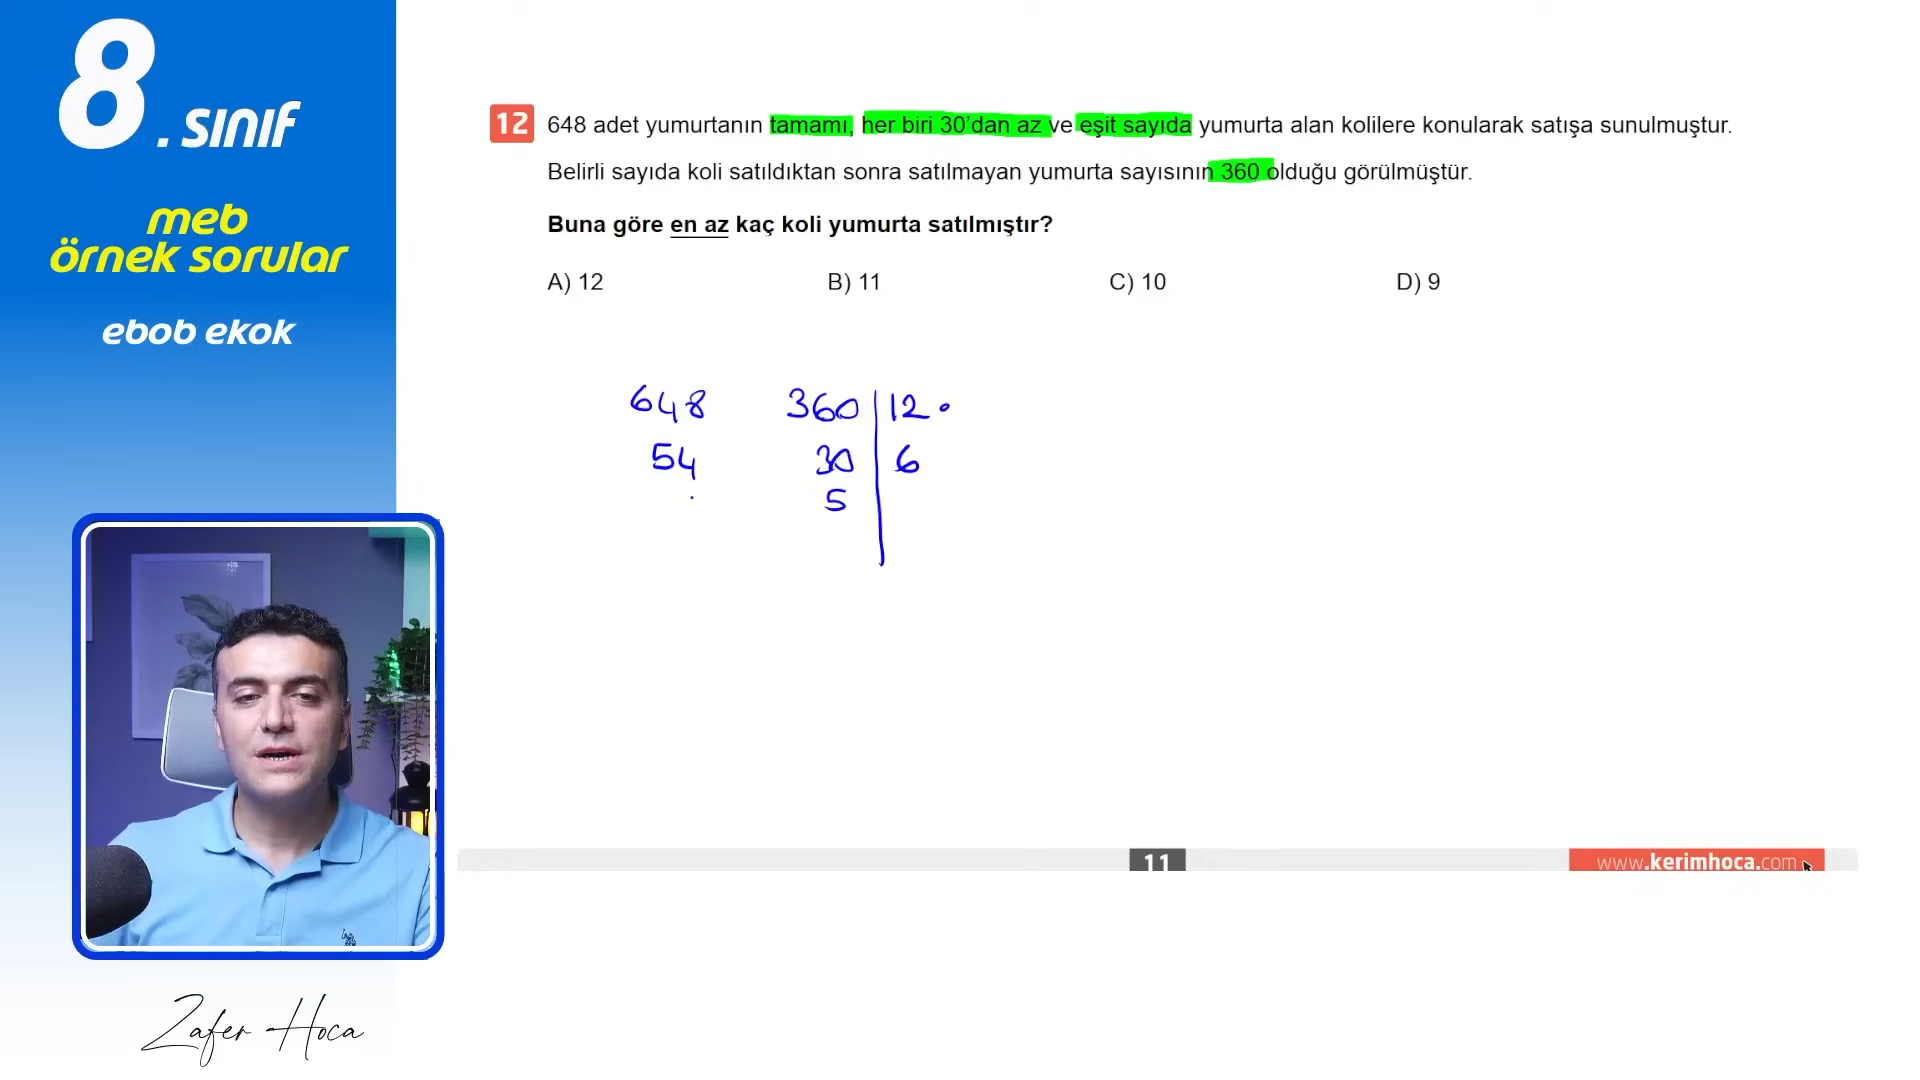 8. sınıf
meb
örnek sorular
ebob ekok
12 648 adet yumurtanın tamamı, her biri 30'dan az ve eşit sayıda yumurta alan kolilere konularak satışa sunulmuştur.
Belirli sayıda koli satıldıktan sonra satılmayan yumurta sayısının 360 olduğu görülmüştür.
Buna göre en az kaç koli yumurta satılmıştır?
A) 12 B) 11 C) 10 D) 9
648 360 12
54 30 6
5
11
www.kerimhoca.com
Zafer Hoca